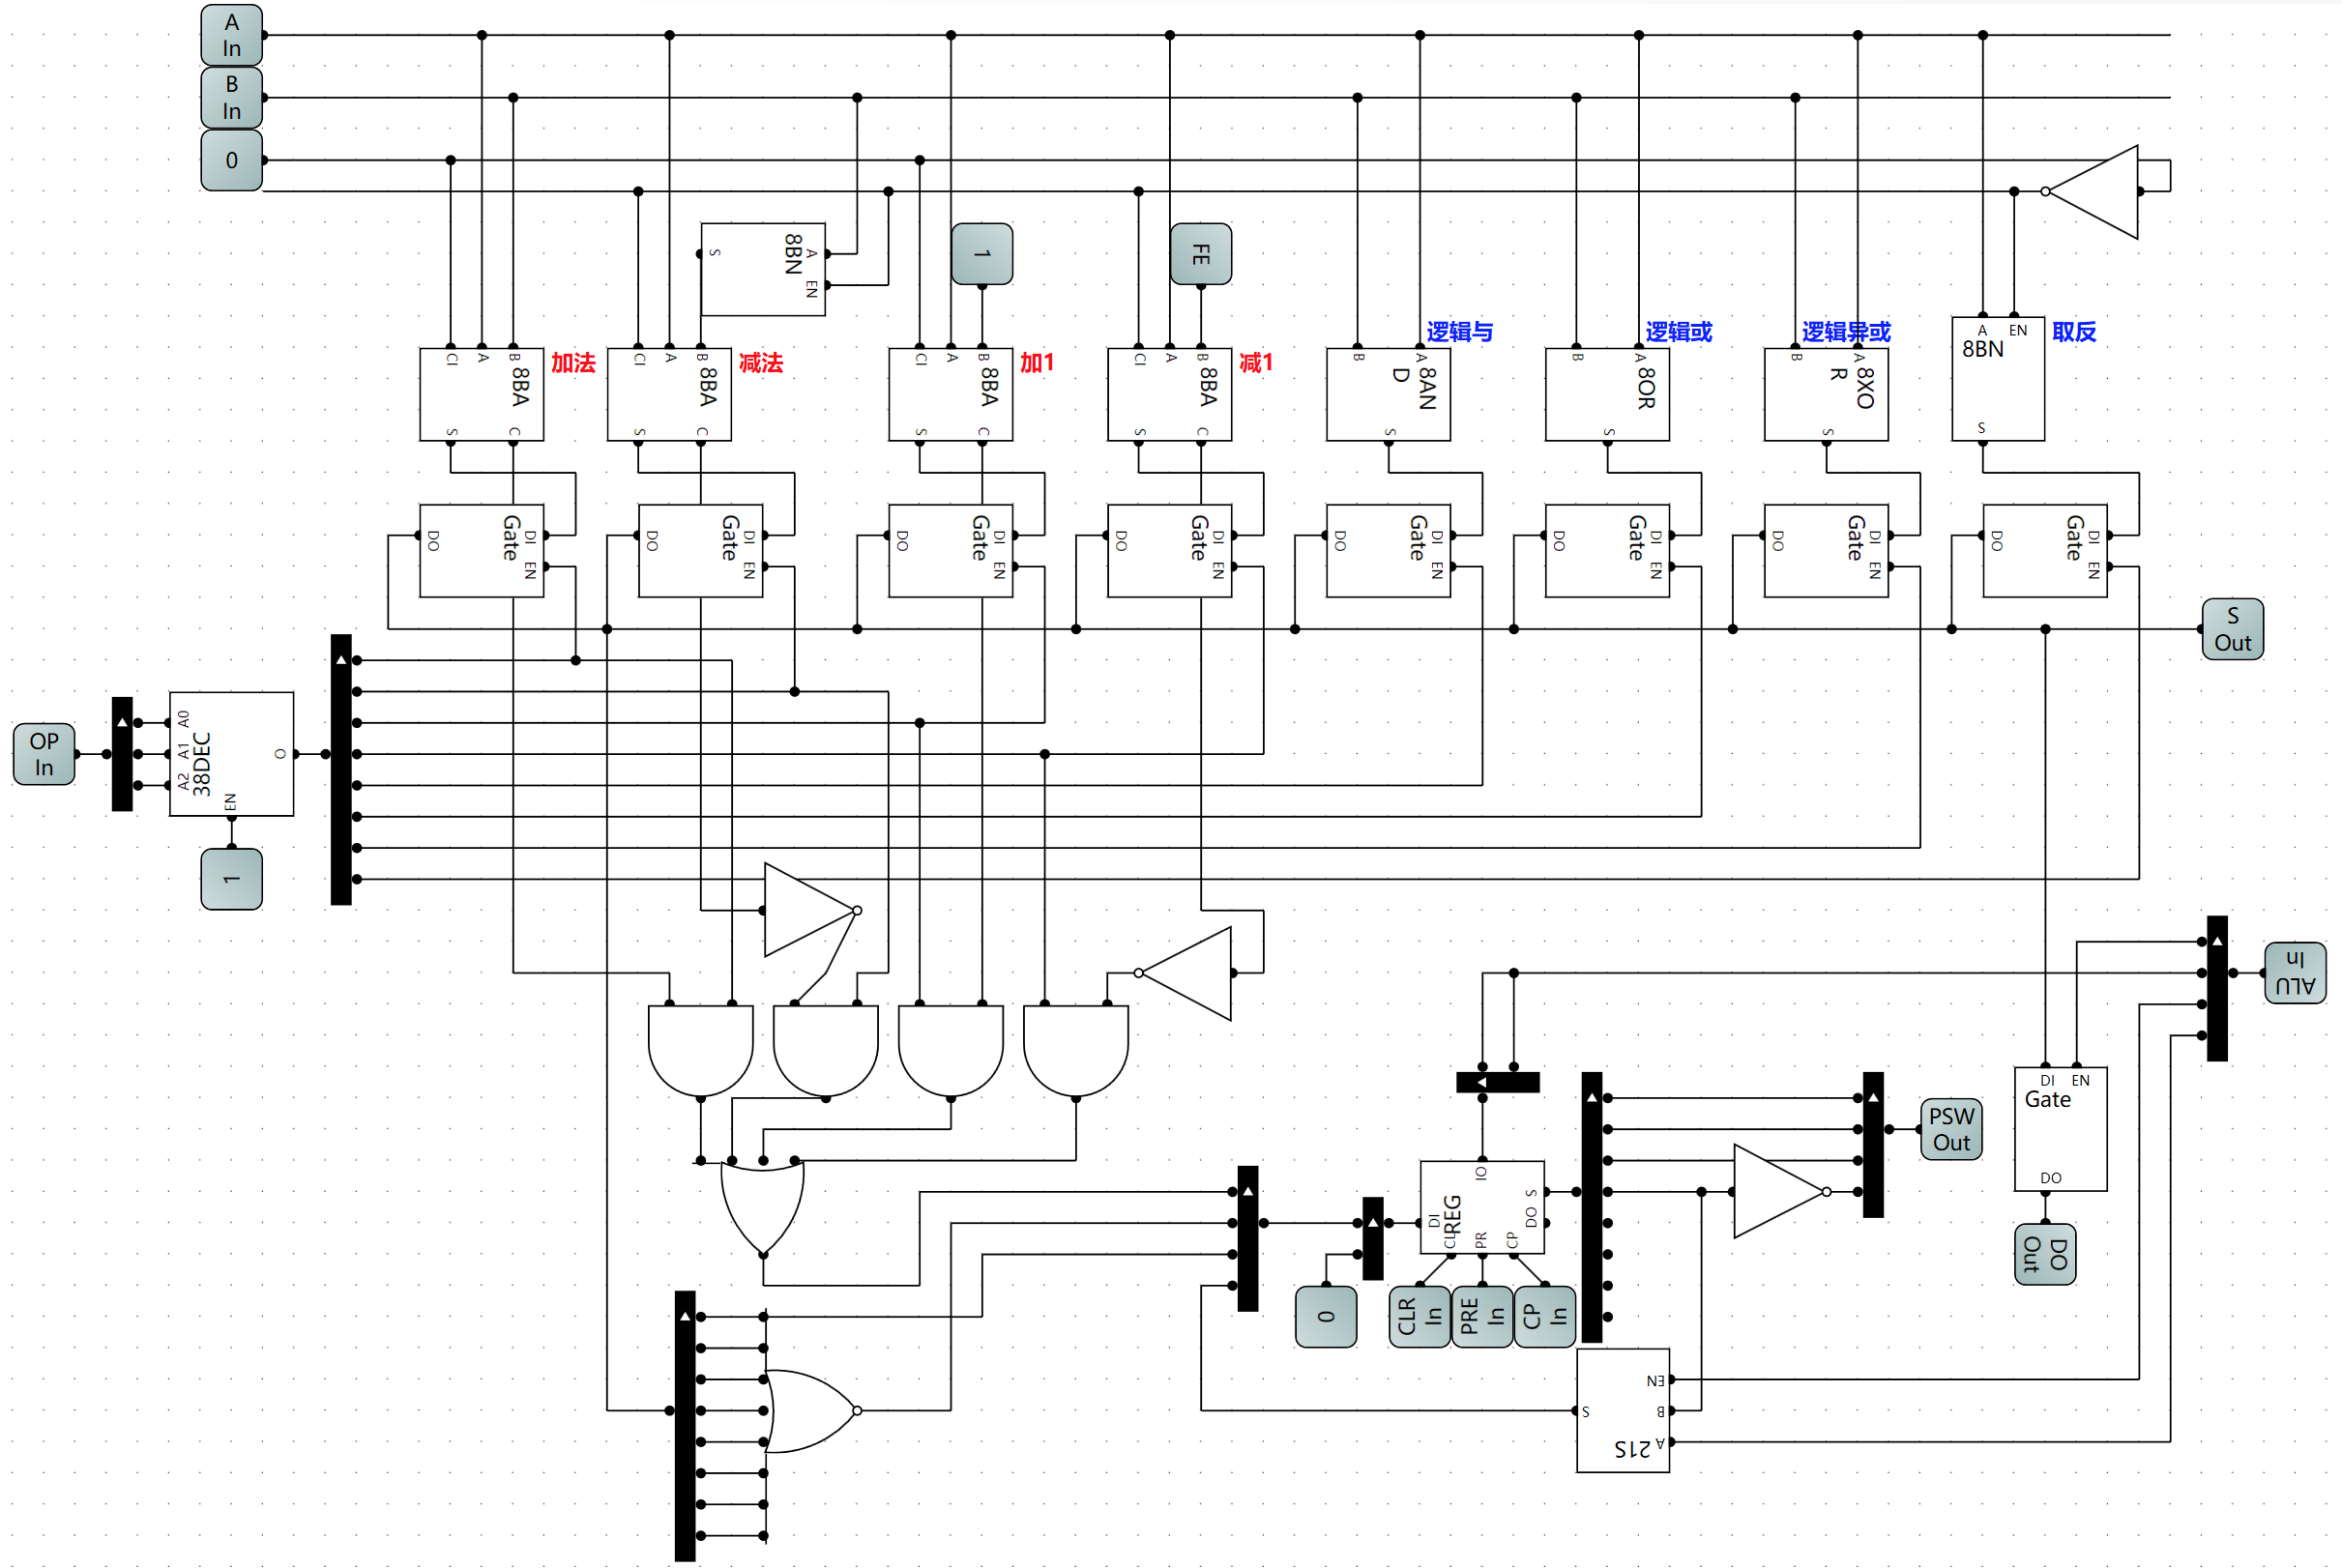 A
In
B
In
0
S
8BN
A
EN
1
FE
CI
A
B
8BA
S
C
加法
CI
A
B
8BA
S
C
减法
CI
A
B
8BA
S
C
加1
CI
A
B
8BA
S
C
减1
B
A
8AN
D
S
逻辑与
B
A
8OR
S
逻辑或
B
A
8XO
R
S
逻辑异或
A
EN
8BN
S
取反
DO
Gate
DI
EN
DO
Gate
DI
EN
DO
Gate
DI
EN
DO
Gate
DI
EN
DO
Gate
DI
EN
DO
Gate
DI
EN
DO
Gate
DI
EN
DO
Gate
DI
EN
S
Out
OP
In
A0
A1
A2
38DEC
EN
O
1
ALU
In
DI
EN
Gate
DO
DO
Out
PSW
Out
IO
DI
S
DO
PR
CP
0
CLR
In
PRE
In
CP
In
EN
B
A
S
21S